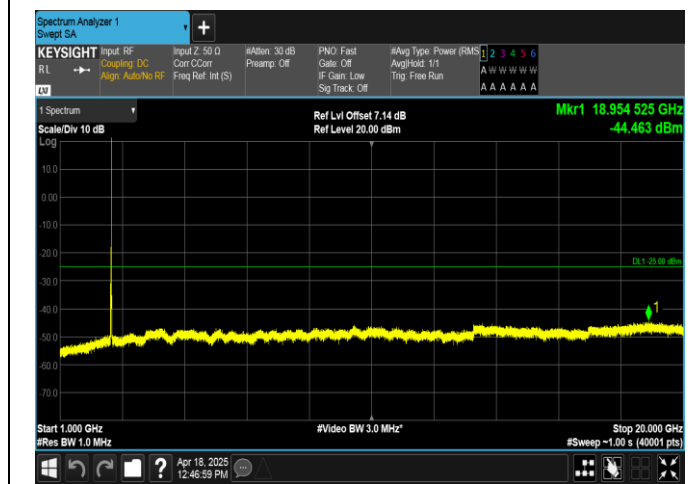 Spectrum Analyzer 1
Swept SA
+
KEYSIGHT Input: RF Input Z: 50 Ω #Atten: 30 dB PNO: Fast #Avg Type: Power (RMS 1 2 3 4 5 6
RL Coupling: DC Corr CCorr Preamp: Off Gate: Off Avg|Hold: 1/1 A W W W W W
Align: Auto/No RF Freq Ref: Int (S) IF Gain: Low Trig: Free Run
LXI Sig Track: Off A A A A A A
1 Spectrum Ref Lvl Offset 7.14 dB Mkr1 18.954 525 GHz
Scale/Div 10 dB Ref Level 20.00 dBm -44.463 dBm
Log
10.0
0.00
-10.0
-20.0
DL1 -25.00 dBm
-30.0
1
-40.0
-50.0
-60.0
-70.0
Start 1.000 GHz #Video BW 3.0 MHz* Stop 20.000 GHz
#Res BW 1.0 MHz #Sweep ~1.00 s (40001 pts)
? Apr 18, 2025
12:46:59 PM